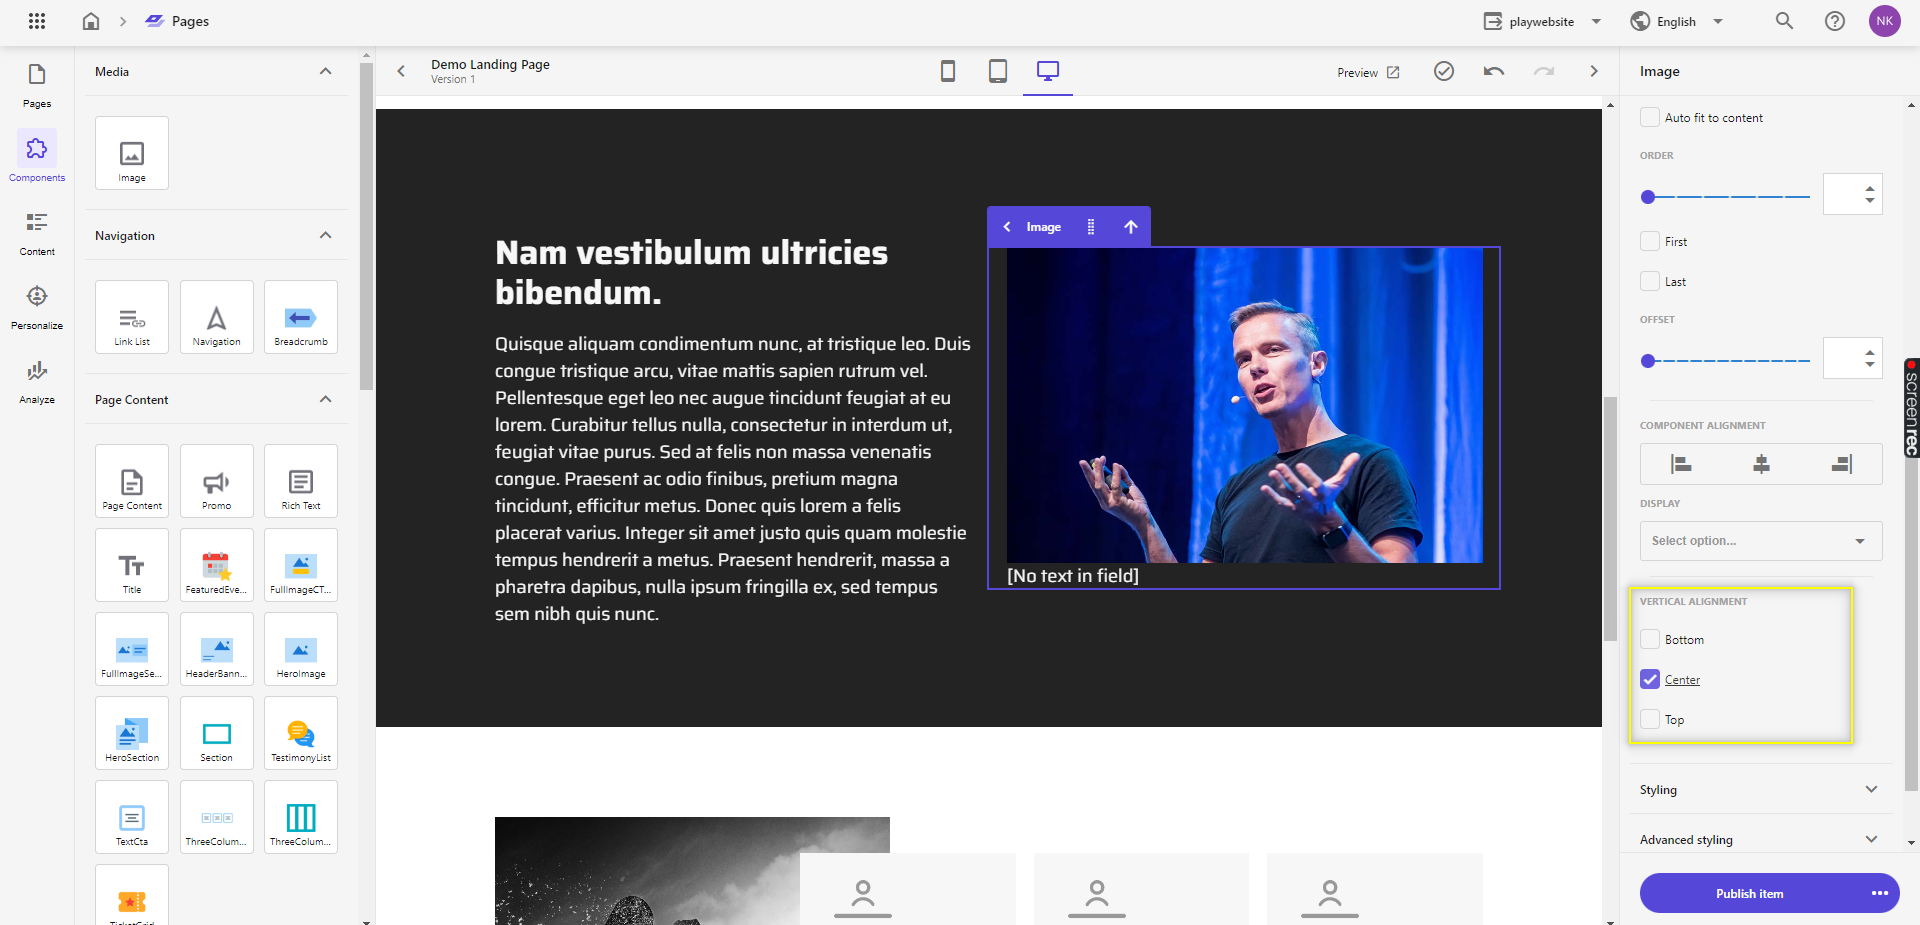 Pages
playwebsite
English
NK
Pages
Components
Content
Personalize
Analyze
Media
Image
Navigation
Link List
Navigation
Breadcrumb
Page Content
Page Content
Promo
Rich Text
Title
FeaturedEve...
FullImageCT...
FullImageSe...
HeaderBann...
HeroImage
HeroSection
Section
TestimonyList
TextCta
ThreeColum...
ThreeColum...
Demo Landing Page
Version 1
Preview
Nam vestibulum ultricies
bibendum.
Quisque aliquam condimentum nunc, at tristique leo. Duis
congue tristique arcu, vitae mattis sapien rutrum vel.
Pellentesque eget leo nec augue tincidunt feugiat at eu
lorem. Curabitur tellus nulla, consectetur in interdum ut,
feugiat vitae purus. Sed at felis non massa venenatis
congue. Praesent ac odio finibus, pretium magna
tincidunt, efficitur metus. Donec quis lorem a felis
placerat varius. Integer sit amet justo quis quam molestie
tempus hendrerit a metus. Praesent hendrerit, massa a
pharetra dapibus, nulla ipsum fringilla ex, sed tempus
sem nibh quis nunc.
Image
[No text in field]
Image
Auto fit to content
ORDER
First
Last
OFFSET
COMPONENT ALIGNMENT
DISPLAY
Select option...
VERTICAL ALIGNMENT
Bottom
Center
Top
Styling
Advanced styling
Publish item
screenrec